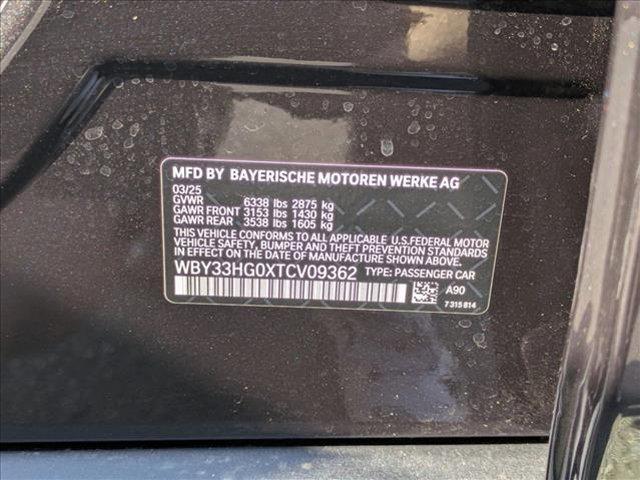 MFD BY BAYERISCHE MOTOREN WERKE AG
03/25
GVWR 6338 lbs 2875 kg
GAWR FRONT 3153 lbs 1430 kg
GAWR REAR 3538 lbs 1605 kg
THIS VEHICLE CONFORMS TO ALL APPLICABLE U.S.FEDERAL MOTOR
VEHICLE SAFETY, BUMPER AND THEFT PREVENTION STANDARDS
IN EFFECT ON THE DATE OF MANUFACTURE SHOWN ABOVE.
WBY33HG0XTCV09362 TYPE: PASSENGER CAR
A90
7 315 814